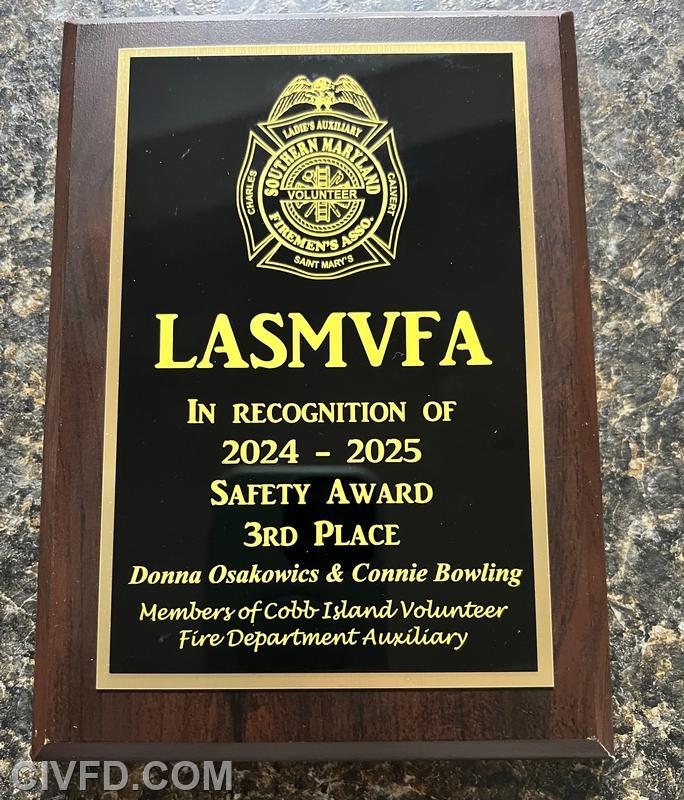 LADIE'S AUXILIARY
SOUTHERN MARYLAND
CHARLES
VOLUNTEER
CALVERT
FIREMEN'S ASSO.
SAINT MARY'S
LASMVFA
IN RECOGNITION OF
2024 - 2025
SAFETY AWARD
3RD PLACE
Donna Osakowics & Connie Bowling
Members of Cobb Island Volunteer
Fire Department Auxiliary
CIVFD.COM